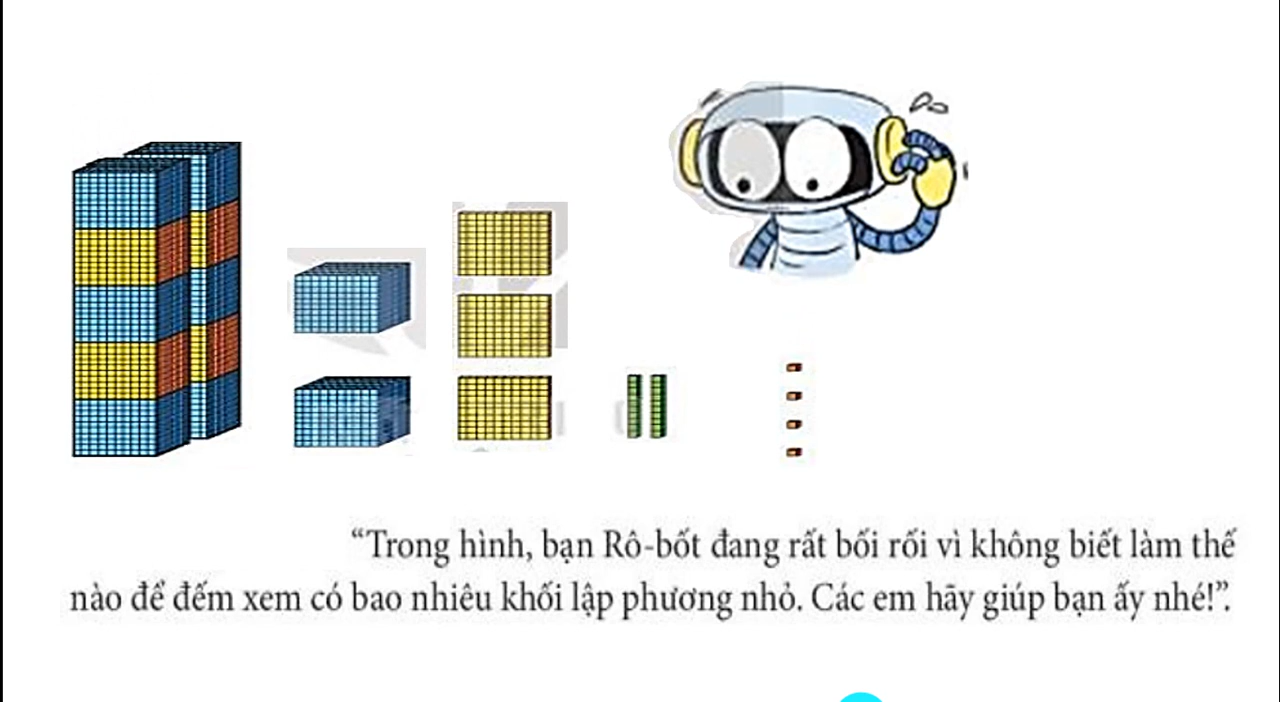 “Trong hình, bạn Rô-bốt đang rất bối rối vì không biết làm thế
nào để đếm xem có bao nhiêu khối lập phương nhỏ. Các em hãy giúp bạn ấy nhé!”.